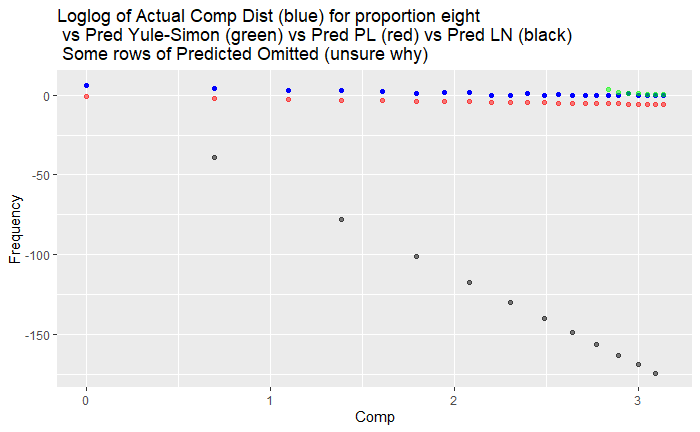 Loglog of Actual Comp Dist (blue) for proportion eight
vs Pred Yule-Simon (green) vs Pred PL (red) vs Pred LN (black)
Some rows of Predicted Omitted (unsure why)
Frequency
0
-50
-100
-150
0 1 2 3
Comp